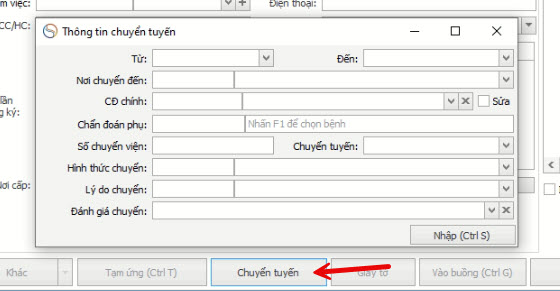 m việc:
Điện thoại:
CC/HC:
Thông tin chuyển tuyến
Từ:
Đến:
Nơi chuyển đến:
CĐ chính:
Sửa
Chẩn đoán phụ:
Nhấn F1 để chọn bệnh
Số chuyển viện:
Chuyển tuyến:
Hình thức chuyển:
Lý do chuyển:
Đánh giá chuyển:
Nhập (Ctrl S)
lần
g ký:
Nơi cấp:
Khác
Tạm ứng (Ctrl T)
Chuyển tuyến
Giấy tờ
Vào buồng (Ctrl G)